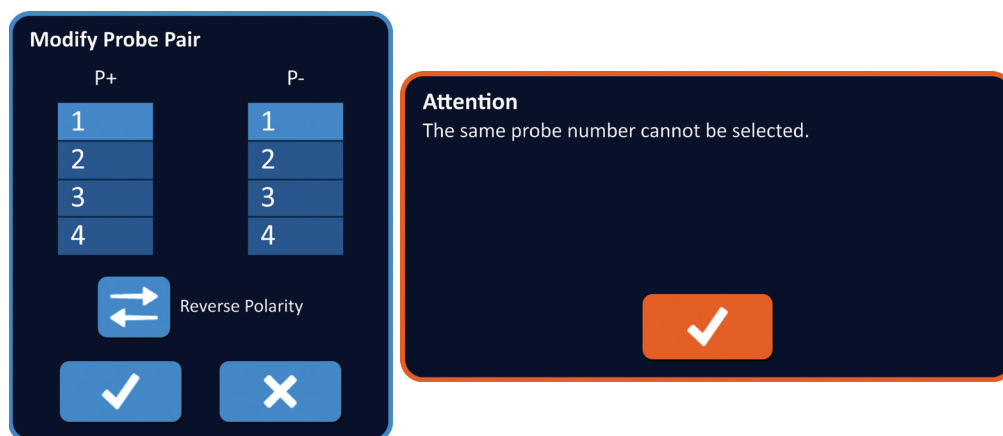 Modify Probe Pair
P+ P-
1 1
2 2
3 3
4 4
Reverse Polarity
Attention
The same probe number cannot be selected.